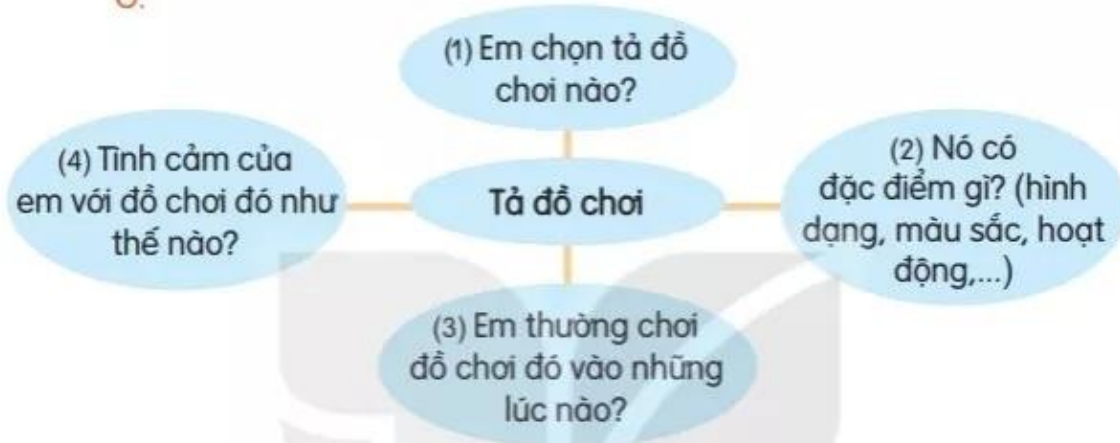 (1) Em chọn tả đồ
chơi nào?
(4) Tình cảm của
em với đồ chơi đó như
thế nào?
Tả đồ chơi
(2) Nó có
đặc điểm gì? (hình
dạng, màu sắc, hoạt
động,...)
(3) Em thường chơi
đồ chơi đó vào những
lúc nào?